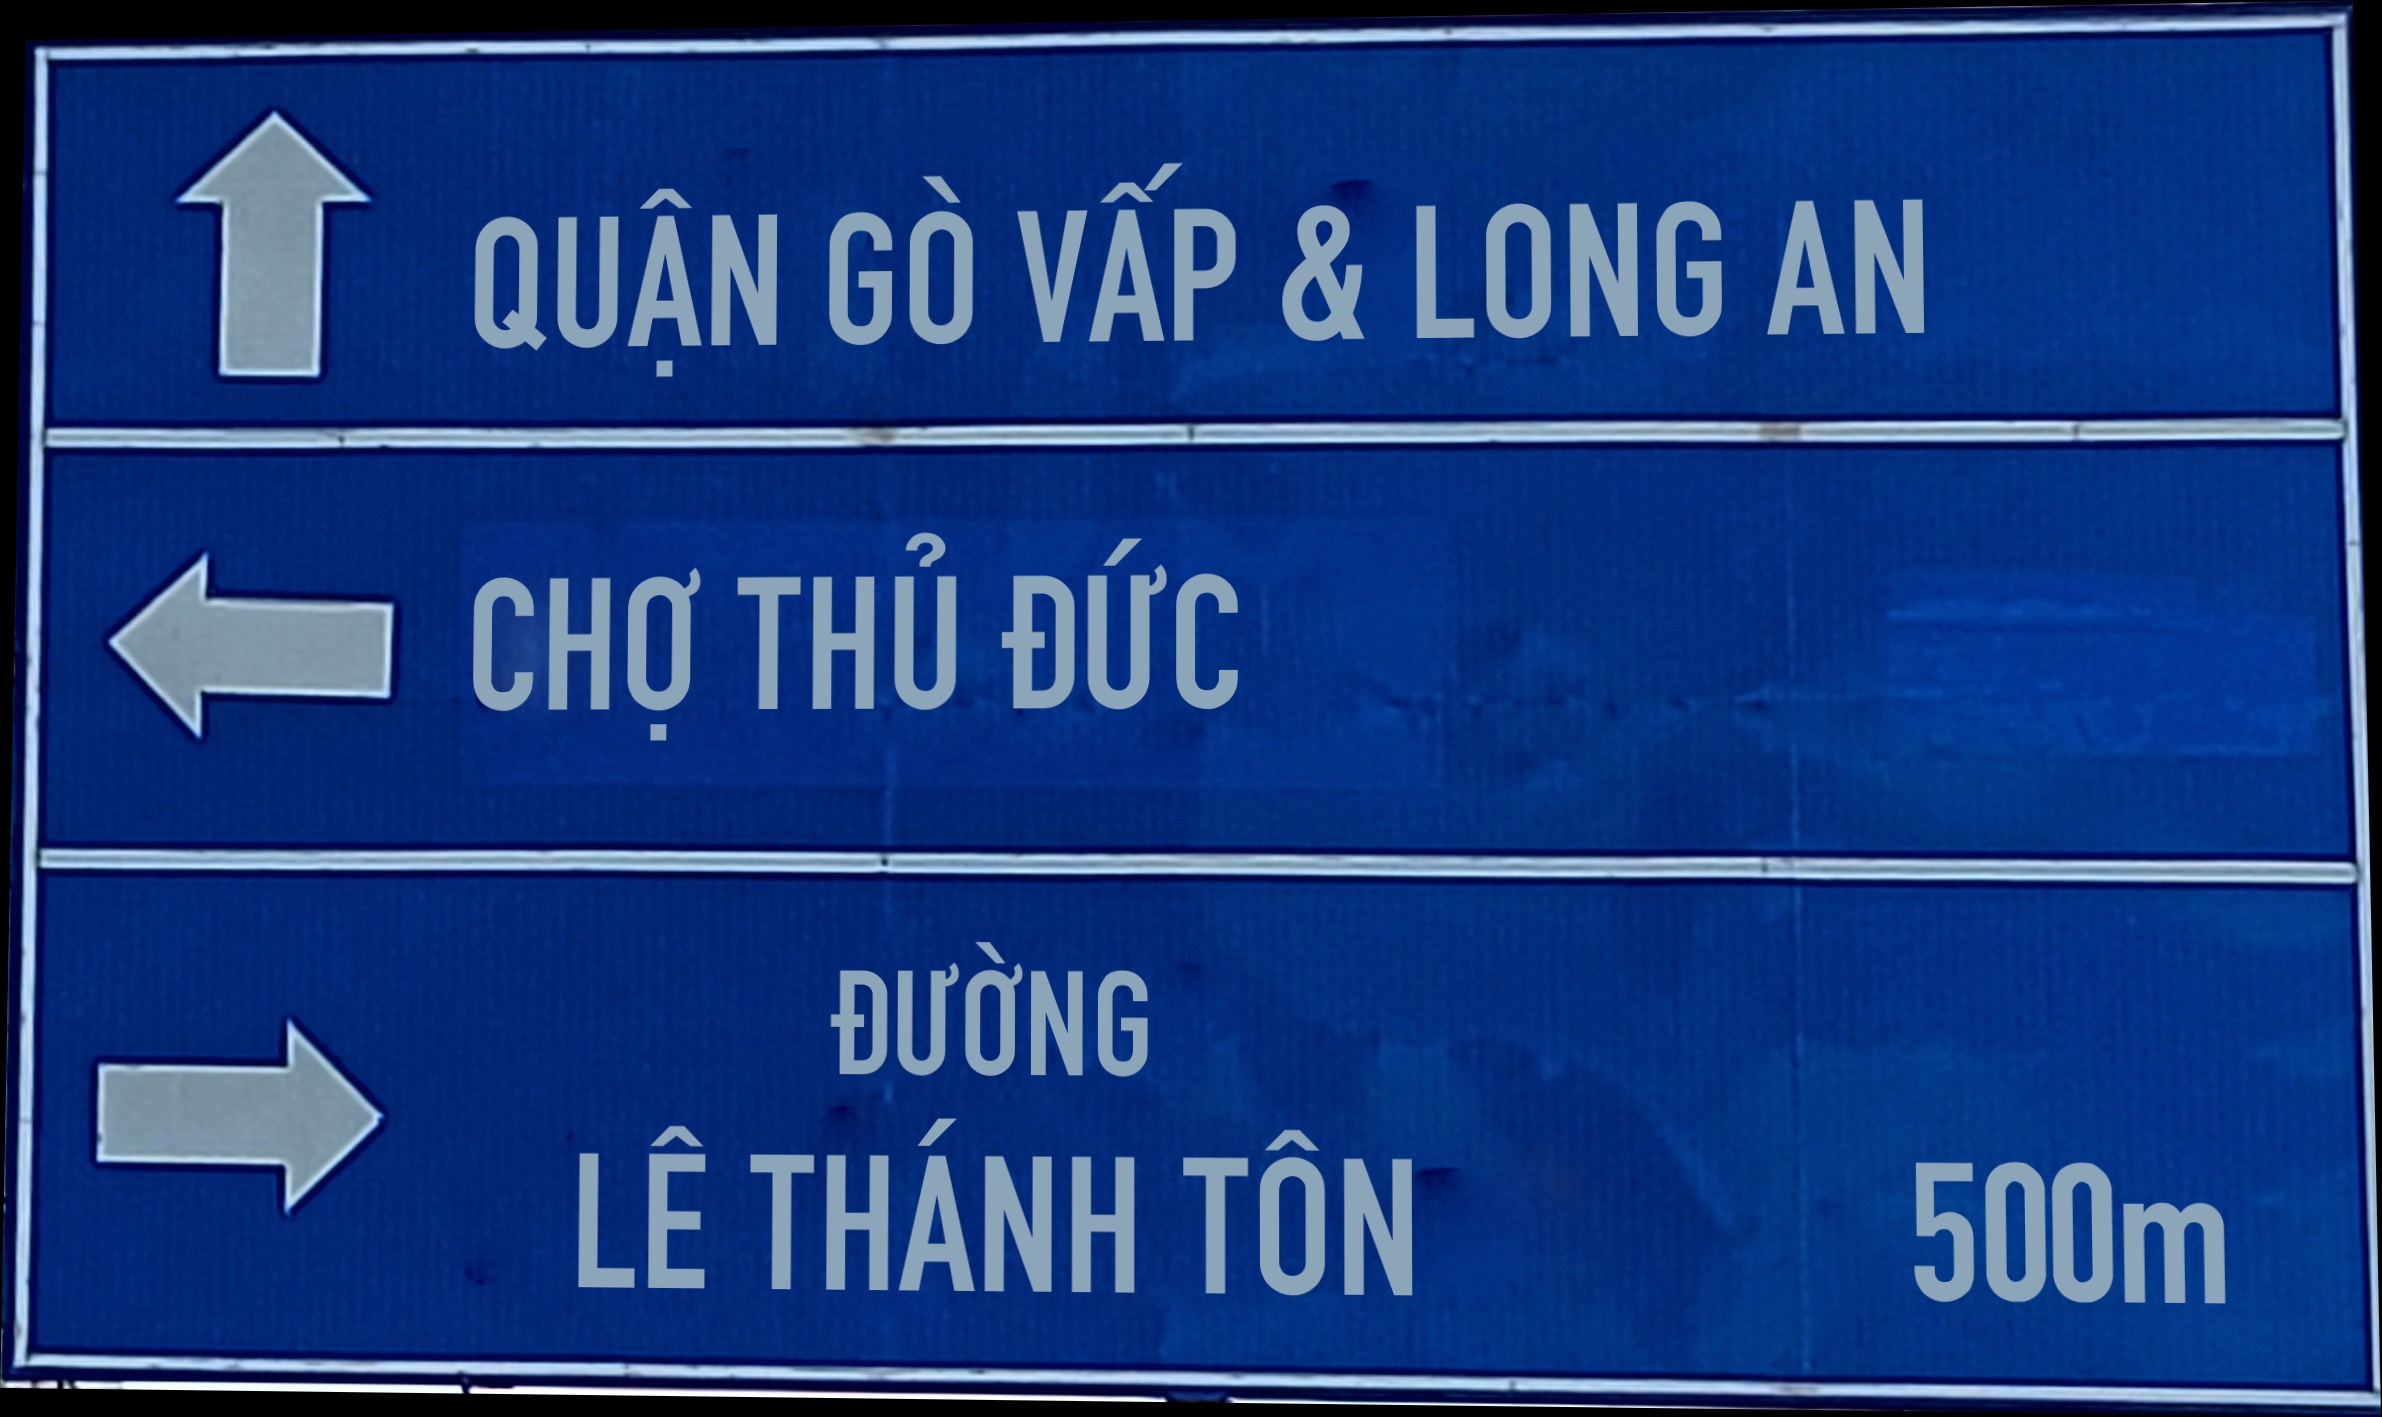 QUẬN GÒ VẤP & LONG AN
CHỢ THỦ ĐỨC
ĐƯỜNG
LÊ THÁNH TÔN
500m